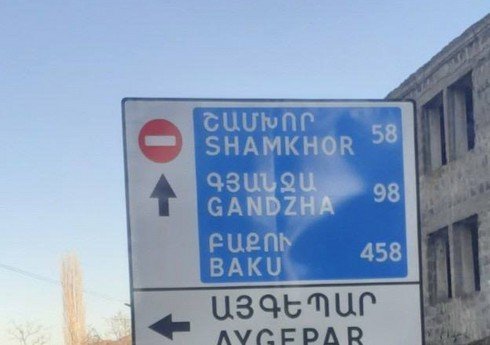 ՇԱՄԽՈՐ
SHAMKHOR 58
ԳՅԱՆՋԱ
GANDZHA 98
ԲԱՔՈՒ
BAKU 458
ԱՅԳԵՊԱՐ
AYGEPAR